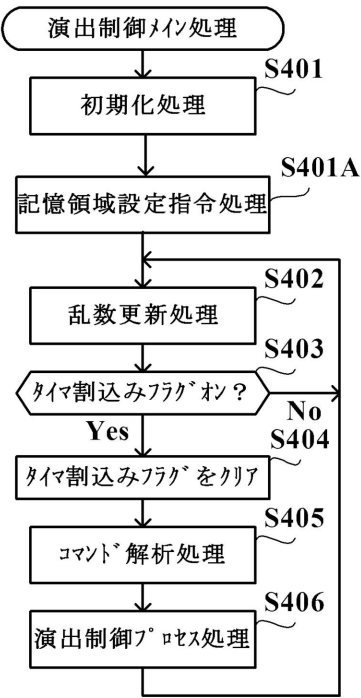 演出制御ﾒｲﾝ処理
S401
初期化処理
S401A
記憶領域設定指令処理
S402
乱数更新処理
S403
ﾀｲﾏ割込みﾌﾗｸﾞｵﾝ？
No
Yes
S404
ﾀｲﾏ割込みﾌﾗｸﾞをｸﾘｱ
S405
ｺﾏﾝﾄﾞ解析処理
S406
演出制御ﾌﾟﾛｾｽ処理